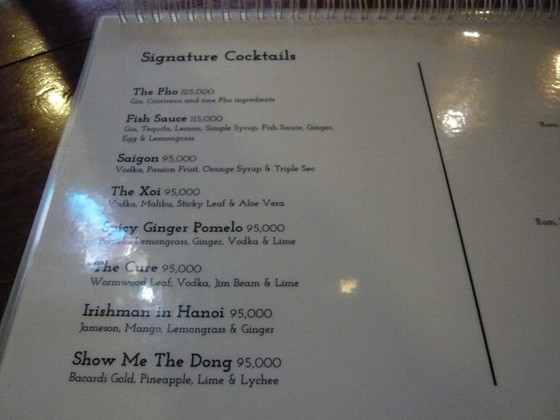 Signature Cocktails
The Pho 125,000
Gin, Cointreau and more Pho ingredients
Fish Sauce 115,000
Gin, Tequila, Lemon, Simple Syrup, Fish Sauce, Ginger,
Egg & Lemongrass
Saigon 95,000
Vodka, Passion Fruit, Orange Syrup & Triple Sec
The Xoi 95,000
Vodka, Malibu, Sticky Leaf & Aloe Vera
Spicy Ginger Pomelo 95,000
Pomelo, Lemongrass, Ginger, Vodka & Lime
The Cure 95,000
Wormwood Leaf, Vodka, Jim Beam & Lime
Irishman in Hanoi 95,000
Jameson, Mango, Lemongrass & Ginger
Show Me The Dong 95,000
Bacardi Gold, Pineapple, Lime & Lychee
Rum,
Rum,